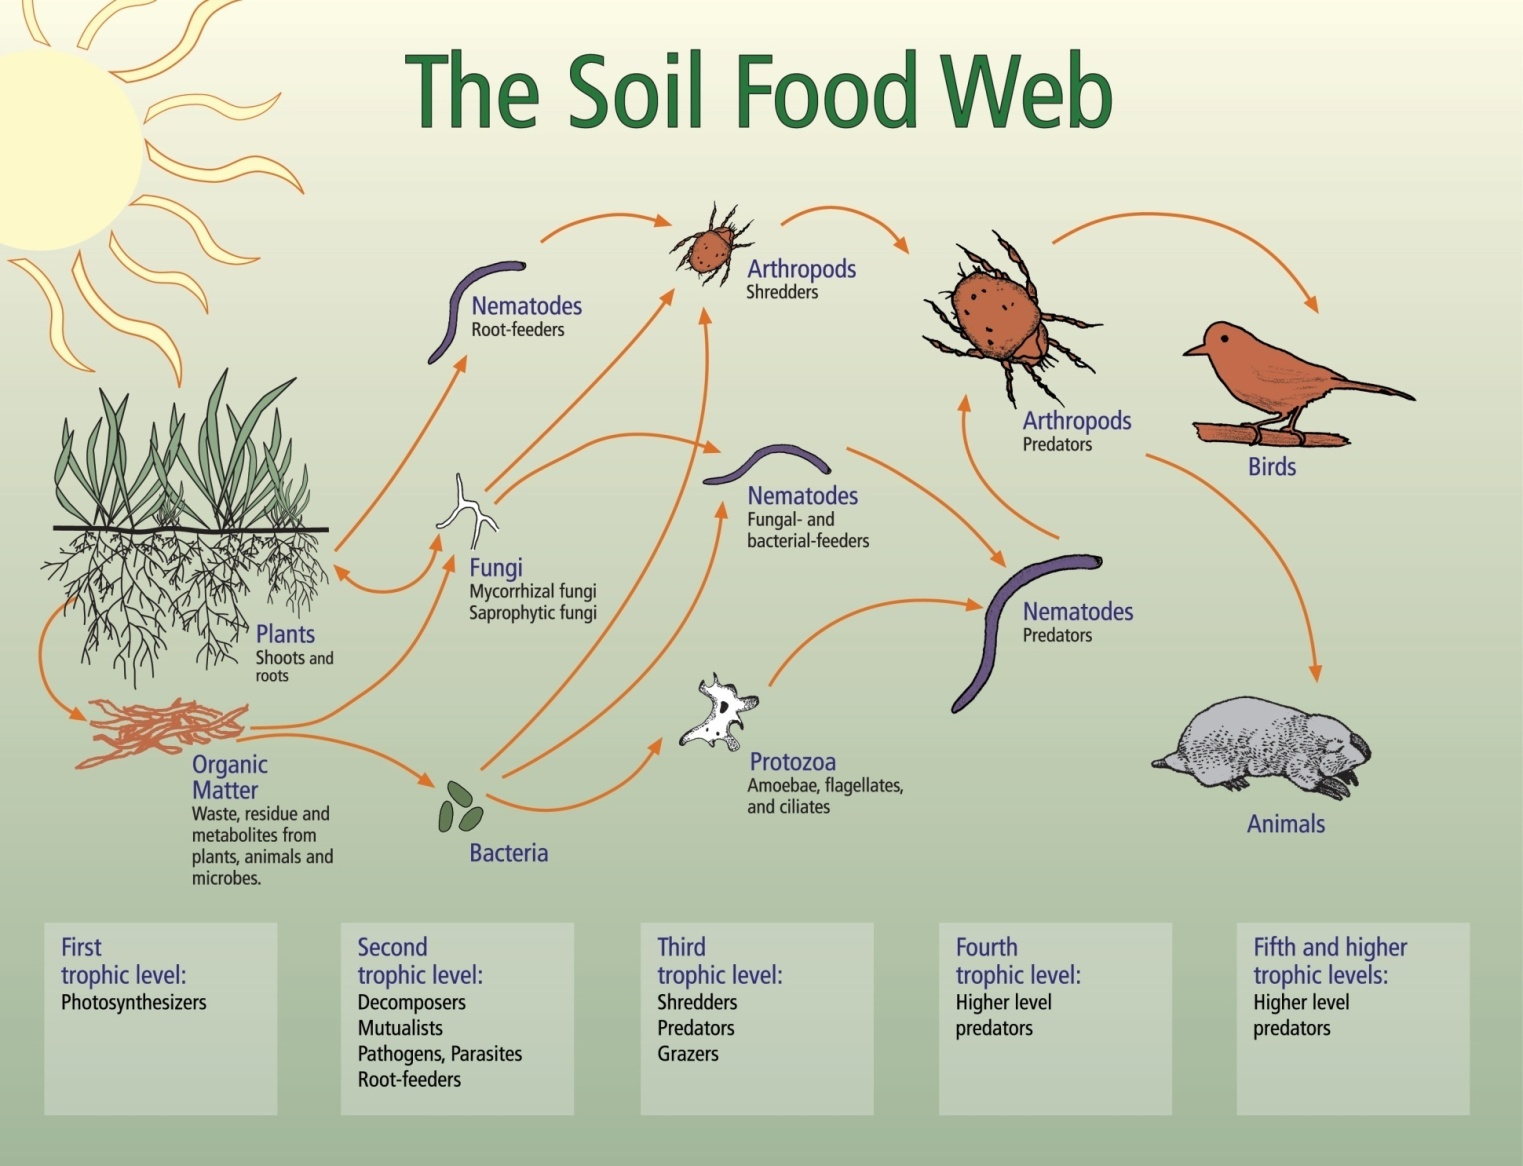 The Soil Food Web
Arthropods
Shredders
Nematodes
Root-feeders
Arthropods
Predators
Birds
Nematodes
Fungal- and
bacterial-feeders
Fungi
Mycorrhizal fungi
Saprophytic fungi
Nematodes
Predators
Plants
Shoots and
roots
Organic
Matter
Waste, residue and
metabolites from
plants, animals and
microbes.
Protozoa
Amoebae, flagellates,
and ciliates
Animals
Bacteria
First
trophic level:
Photosynthesizers
Second
trophic level:
Decomposers
Mutualists
Pathogens, Parasites
Root-feeders
Third
trophic level:
Shredders
Predators
Grazers
Fourth
trophic level:
Higher level
predators
Fifth and higher
trophic levels:
Higher level
predators